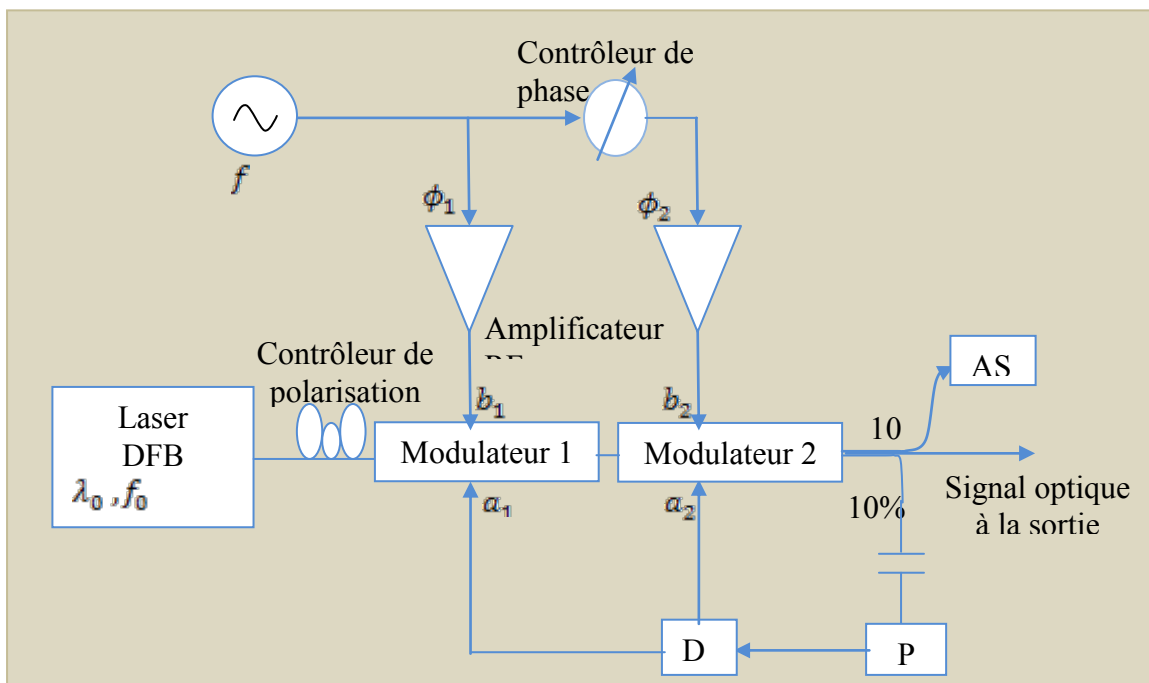 Contrôleur de
phase
f
ϕ₁
ϕ₂
Amplificateur
Contrôleur de
polarisation
AS
Laser
DFB
λ₀ , f₀
b₁
b₂
Modulateur 1
Modulateur 2
10
10%
Signal optique
à la sortie
a₁
a₂
D
P